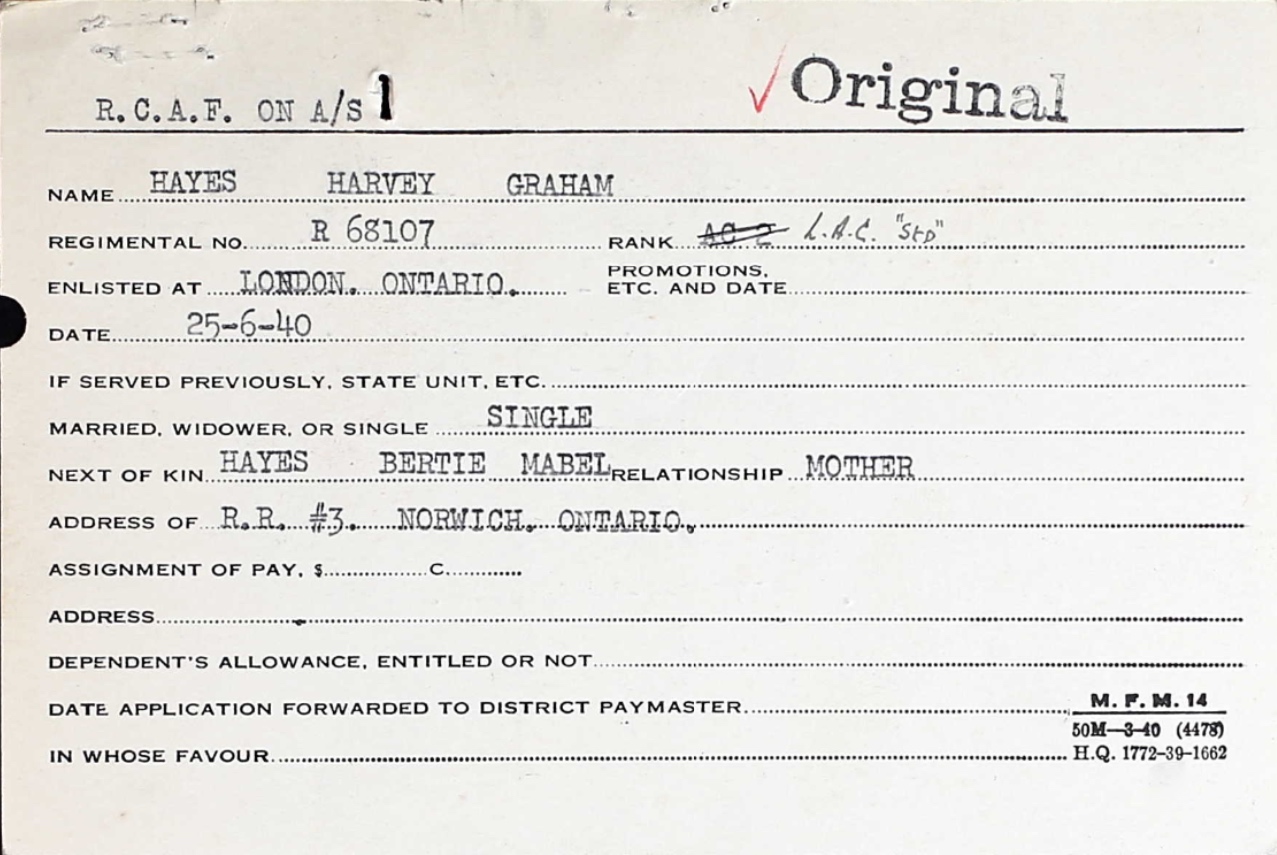 R.C.A.F. ON A/S 1 ✓ Original
NAME HAYES HARVEY GRAHAM
REGIMENTAL NO. R 68107 RANK AC 2 L.A.C. "Std"
ENLISTED AT LONDON. ONTARIO. PROMOTIONS, ETC. AND DATE
DATE 25-6-40
IF SERVED PREVIOUSLY, STATE UNIT, ETC.
MARRIED, WIDOWER, OR SINGLE SINGLE
NEXT OF KIN HAYES BERTIE MABEL RELATIONSHIP MOTHER
ADDRESS OF R.R. #3. NORWICH. ONTARIO.
ASSIGNMENT OF PAY, $ C.
ADDRESS
DEPENDENT'S ALLOWANCE, ENTITLED OR NOT
DATE APPLICATION FORWARDED TO DISTRICT PAYMASTER
M. F. M. 14
50M—3-40 (4478)
IN WHOSE FAVOUR H.Q. 1772-39-1662